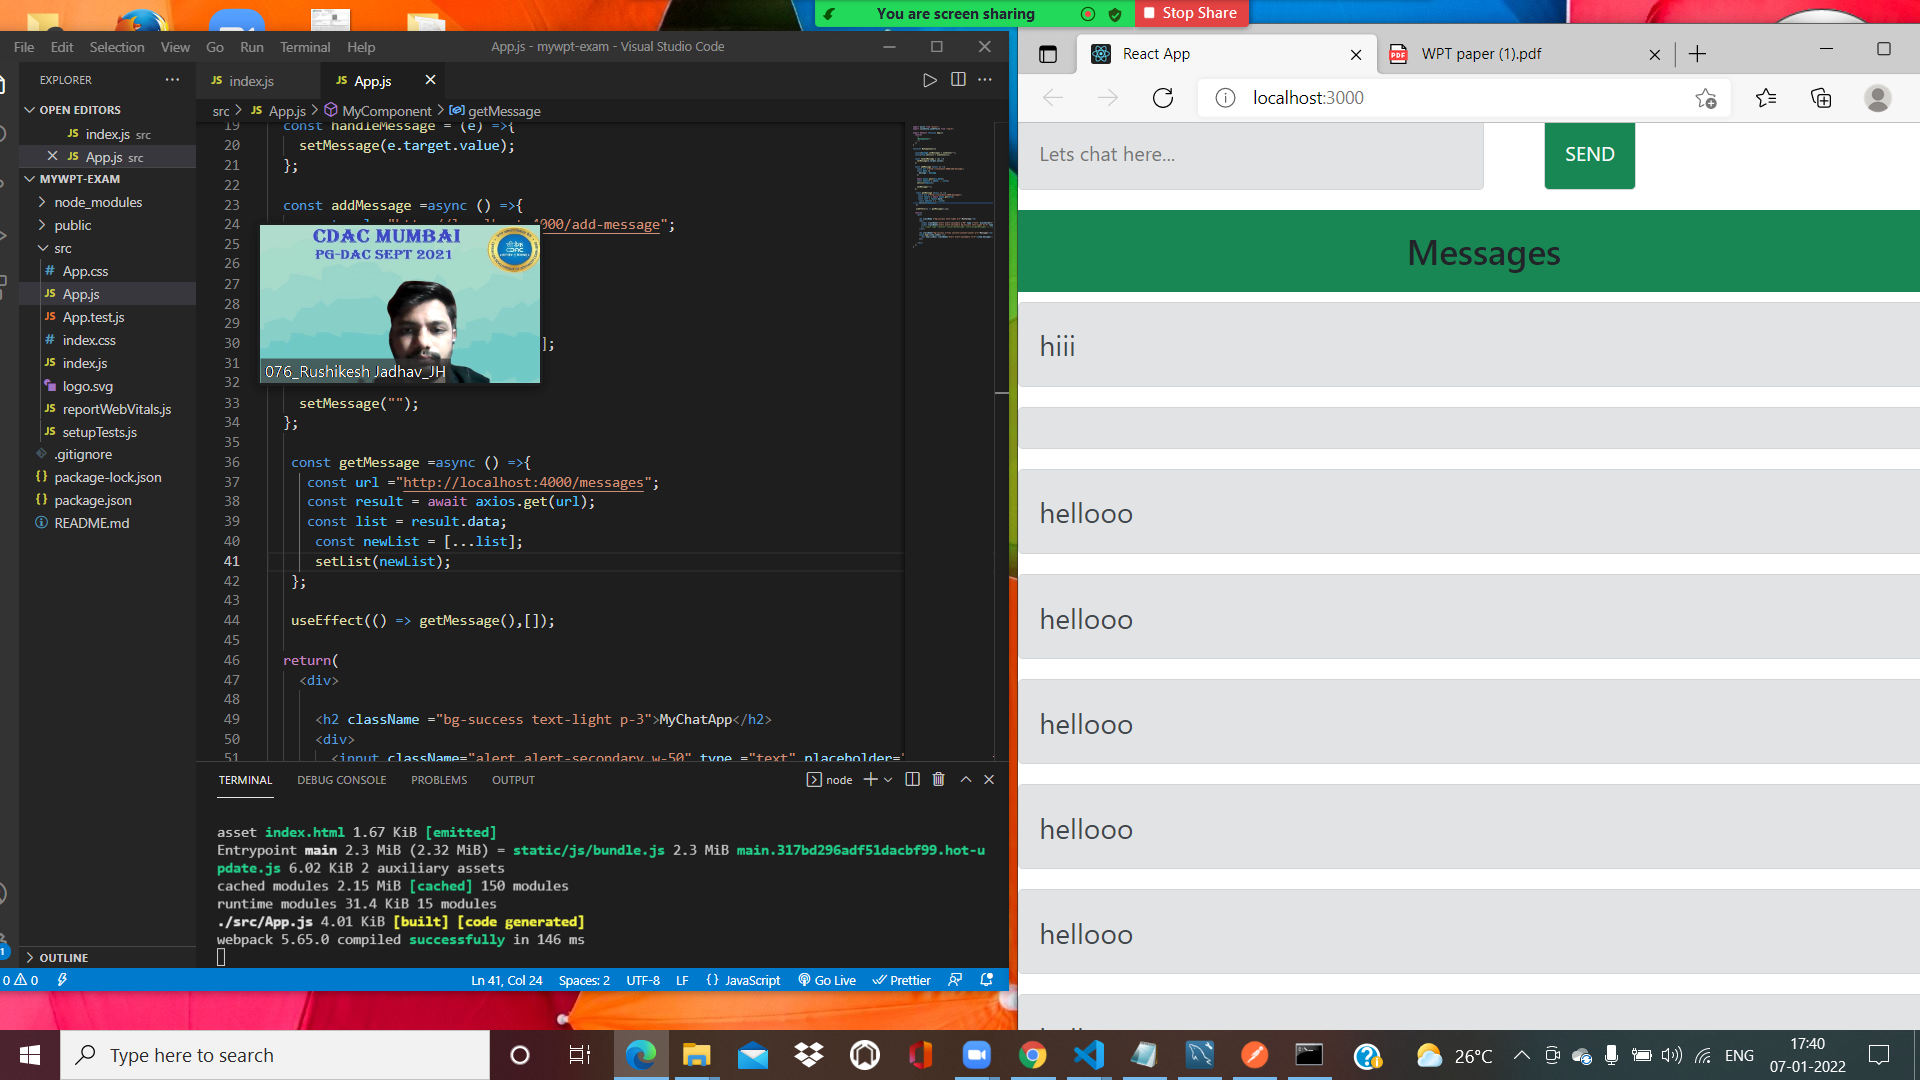 You are screen sharing
Stop Share
File Edit Selection View Go Run Terminal Help
App.js - mywpt-exam - Visual Studio Code
EXPLORER
OPEN EDITORS
JS index.js src
JS App.js src
MYWPT-EXAM
node_modules
public
src
# App.css
JS App.js
JS App.test.js
# index.css
JS index.js
logo.svg
JS reportWebVitals.js
JS setupTests.js
.gitignore
{} package-lock.json
{} package.json
README.md
OUTLINE
JS index.js
JS App.js
src > JS App.js > MyComponent > getMessage
19 const handleMessage = (e) =>{
20 setMessage(e.target.value);
21 };
22
23 const addMessage =async () =>{
24 000/add-message";
25
26
27
28
29
30 ];
31
32
33 setMessage("");
34 };
35
36 const getMessage =async () =>{
37 const url ="http://localhost:4000/messages";
38 const result = await axios.get(url);
39 const list = result.data;
40 const newList = [...list];
41 setList(newList);
42 };
43
44 useEffect(() => getMessage(),[]);
45
46 return(
47 <div>
48
49 <h2 className ="bg-success text-light p-3">MyChatApp</h2>
50 <div>
51 <input className="alert alert-secondary w-50" type ="text" placeholder="
CDAC MUMBAI
PG-DAC SEPT 2021
076_Rushikesh Jadhav_JH
TERMINAL DEBUG CONSOLE PROBLEMS OUTPUT
node
asset index.html 1.67 KiB [emitted]
Entrypoint main 2.3 MiB (2.32 MiB) = static/js/bundle.js 2.3 MiB main.317bd296adf51dacbf99.hot-u
pdate.js 6.02 KiB 2 auxiliary assets
cached modules 2.15 MiB [cached] 150 modules
runtime modules 31.4 KiB 15 modules
./src/App.js 4.01 KiB [built] [code generated]
webpack 5.65.0 compiled successfully in 146 ms
0 0 Ln 41, Col 24 Spaces: 2 UTF-8 LF {} JavaScript Go Live Prettier
React App
WPT paper (1).pdf
localhost:3000
Lets chat here...
SEND
Messages
hiii
hellooo
hellooo
hellooo
hellooo
hellooo
Type here to search
26°C
ENG
17:40
07-01-2022